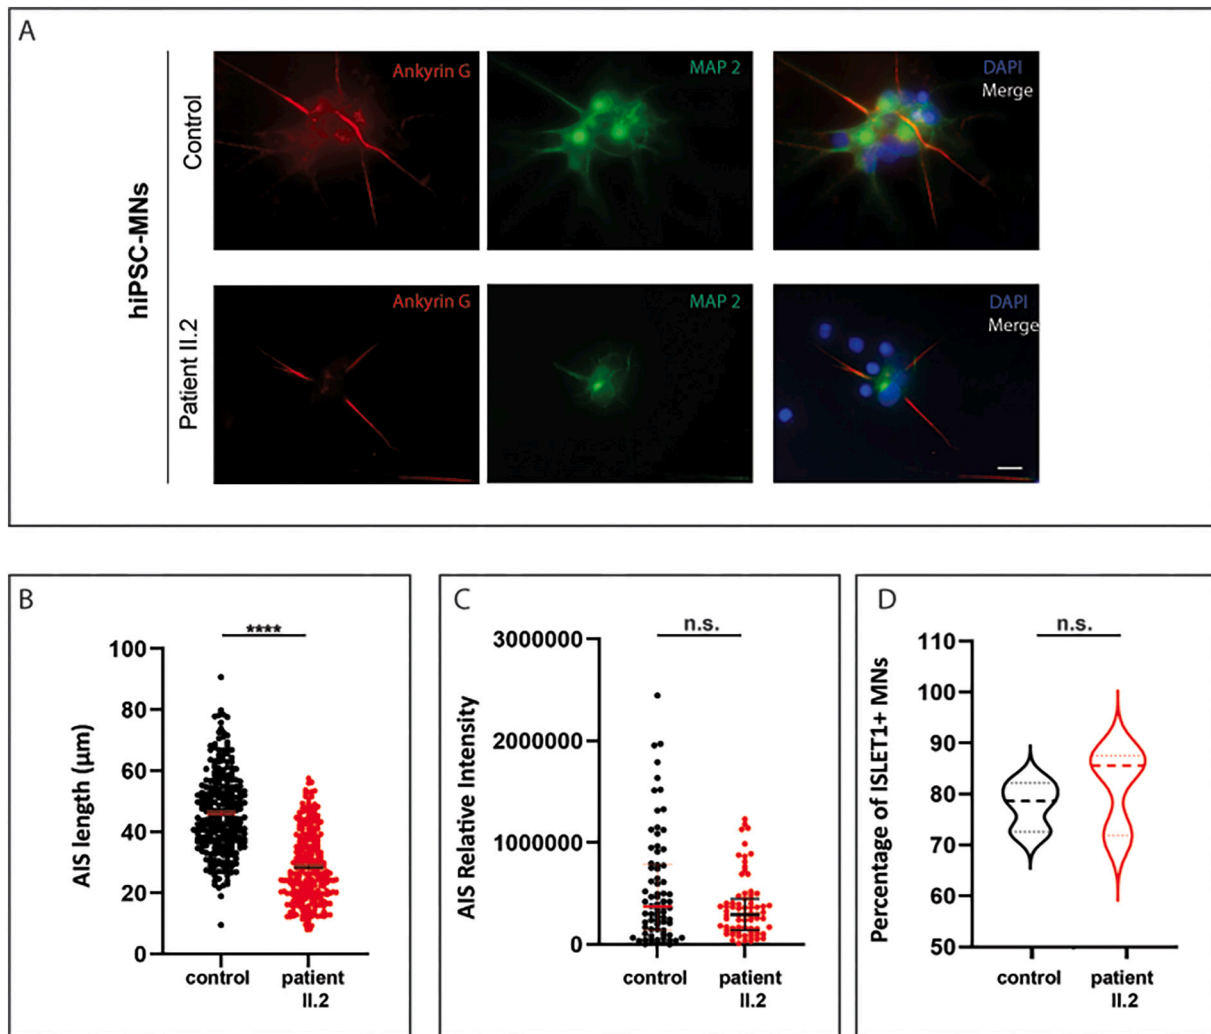 A
hiPSC-MNs
Control
Ankyrin G
MAP 2
DAPI
Merge
Patient II.2
Ankyrin G
MAP 2
DAPI
Merge
B
****
AIS length (µm)
100
80
60
40
20
0
control
patient
II.2
C
n.s.
AIS Relative Intensity
3000000
2000000
1000000
0
control
patient
II.2
D
n.s.
Percentage of ISLET1+ MNs
110
100
90
80
70
60
50
control
patient
II.2